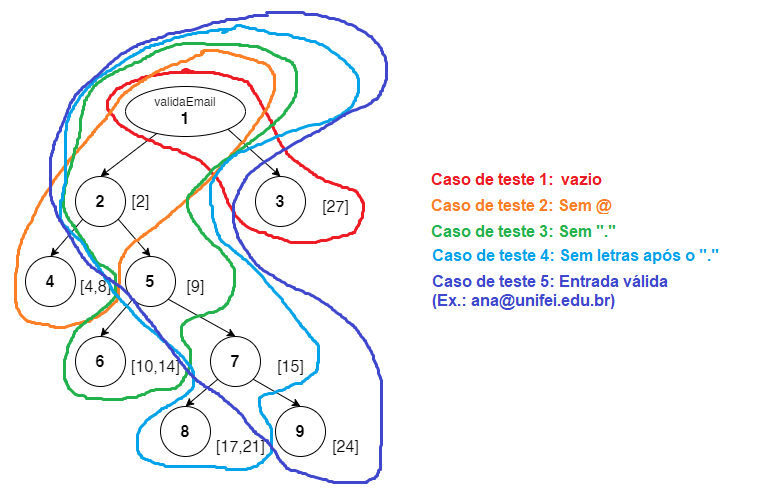 validaEmail
1
2 [2]
3
[27]
4 [4,8]
5 [9]
6 [10,14]
7 [15]
8 [17,21]
9 [24]
Caso de teste 1: vazio
Caso de teste 2: Sem @
Caso de teste 3: Sem "."
Caso de teste 4: Sem letras após o "."
Caso de teste 5: Entrada válida
(Ex.: ana@unifei.edu.br)